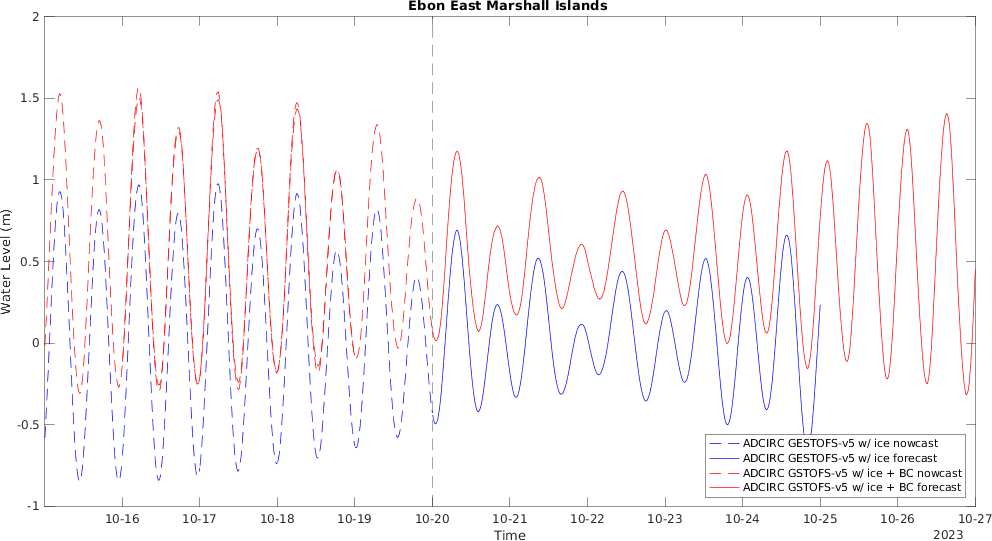 Ebon East Marshall Islands
2
1.5
1
0.5
0
-0.5
-1
Water Level (m)
ADCIRC GESTOFS-v5 w/ ice nowcast
ADCIRC GESTOFS-v5 w/ ice forecast
ADCIRC GSTOFS-v5 w/ ice + BC nowcast
ADCIRC GSTOFS-v5 w/ ice + BC forecast
10-16 10-17 10-18 10-19 10-20 10-21 10-22 10-23 10-24 10-25 10-26 10-27
Time
2023